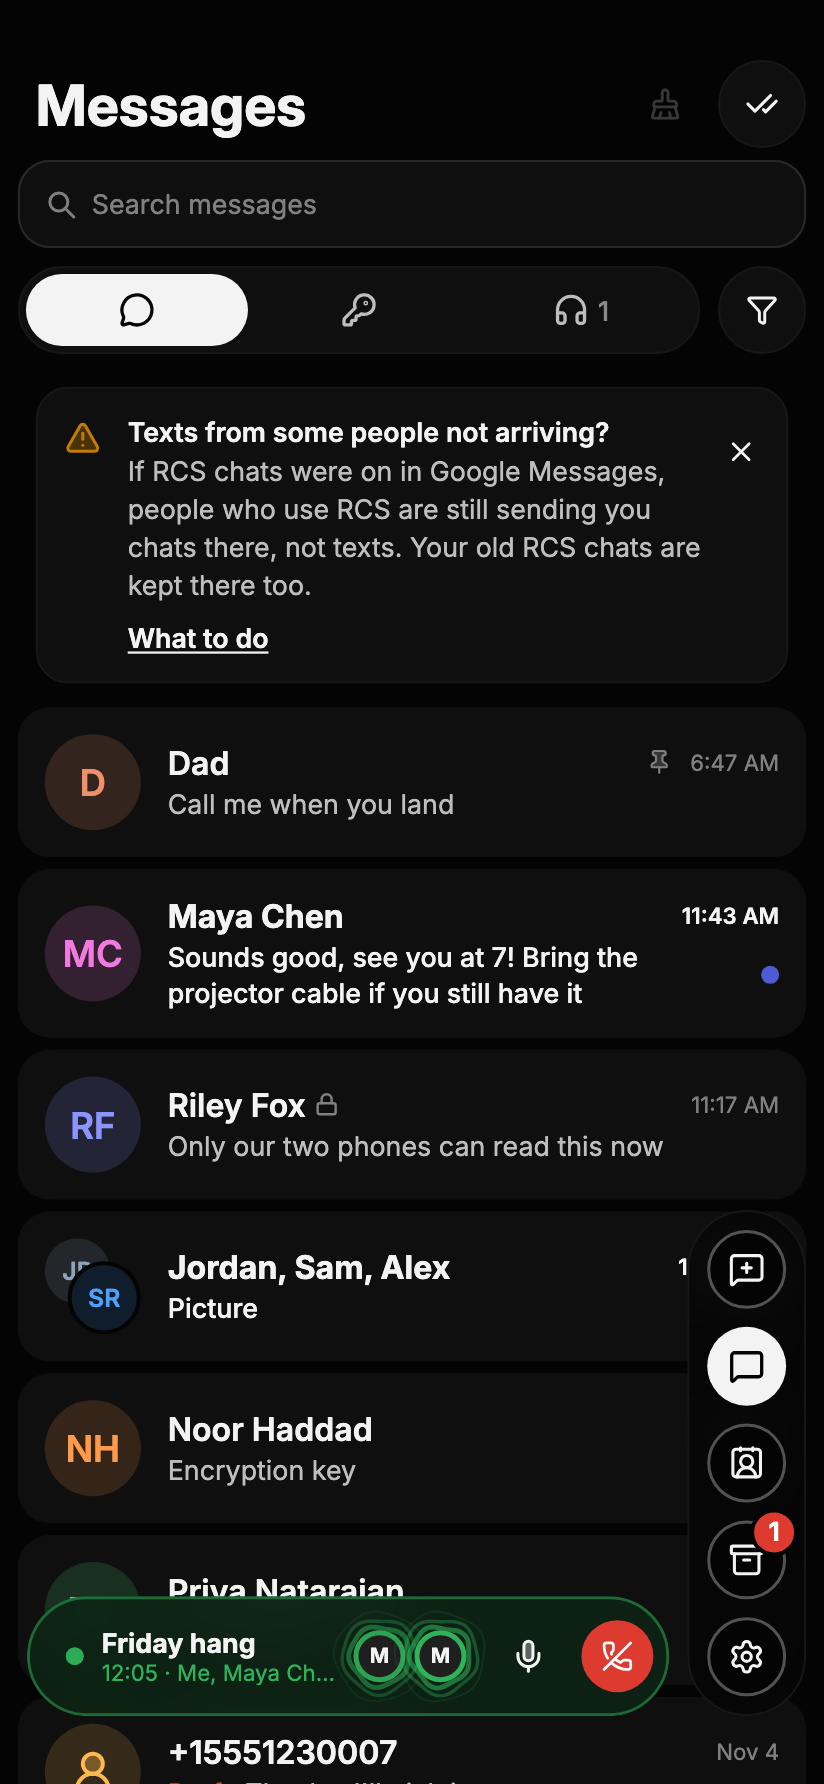 Messages
Search messages
1
Texts from some people not arriving?
If RCS chats were on in Google Messages,
people who use RCS are still sending you
chats there, not texts. Your old RCS chats are
kept there too.
What to do
D
Dad
6:47 AM
Call me when you land
MC
Maya Chen
11:43 AM
Sounds good, see you at 7! Bring the
projector cable if you still have it
RF
Riley Fox
11:17 AM
Only our two phones can read this now
SR
Jordan, Sam, Alex
1
Picture
NH
Noor Haddad
Encryption key
1
Priya Natarajan
Friday hang
12:05 · Me, Maya Ch...
M
M
+15551230007
Nov 4